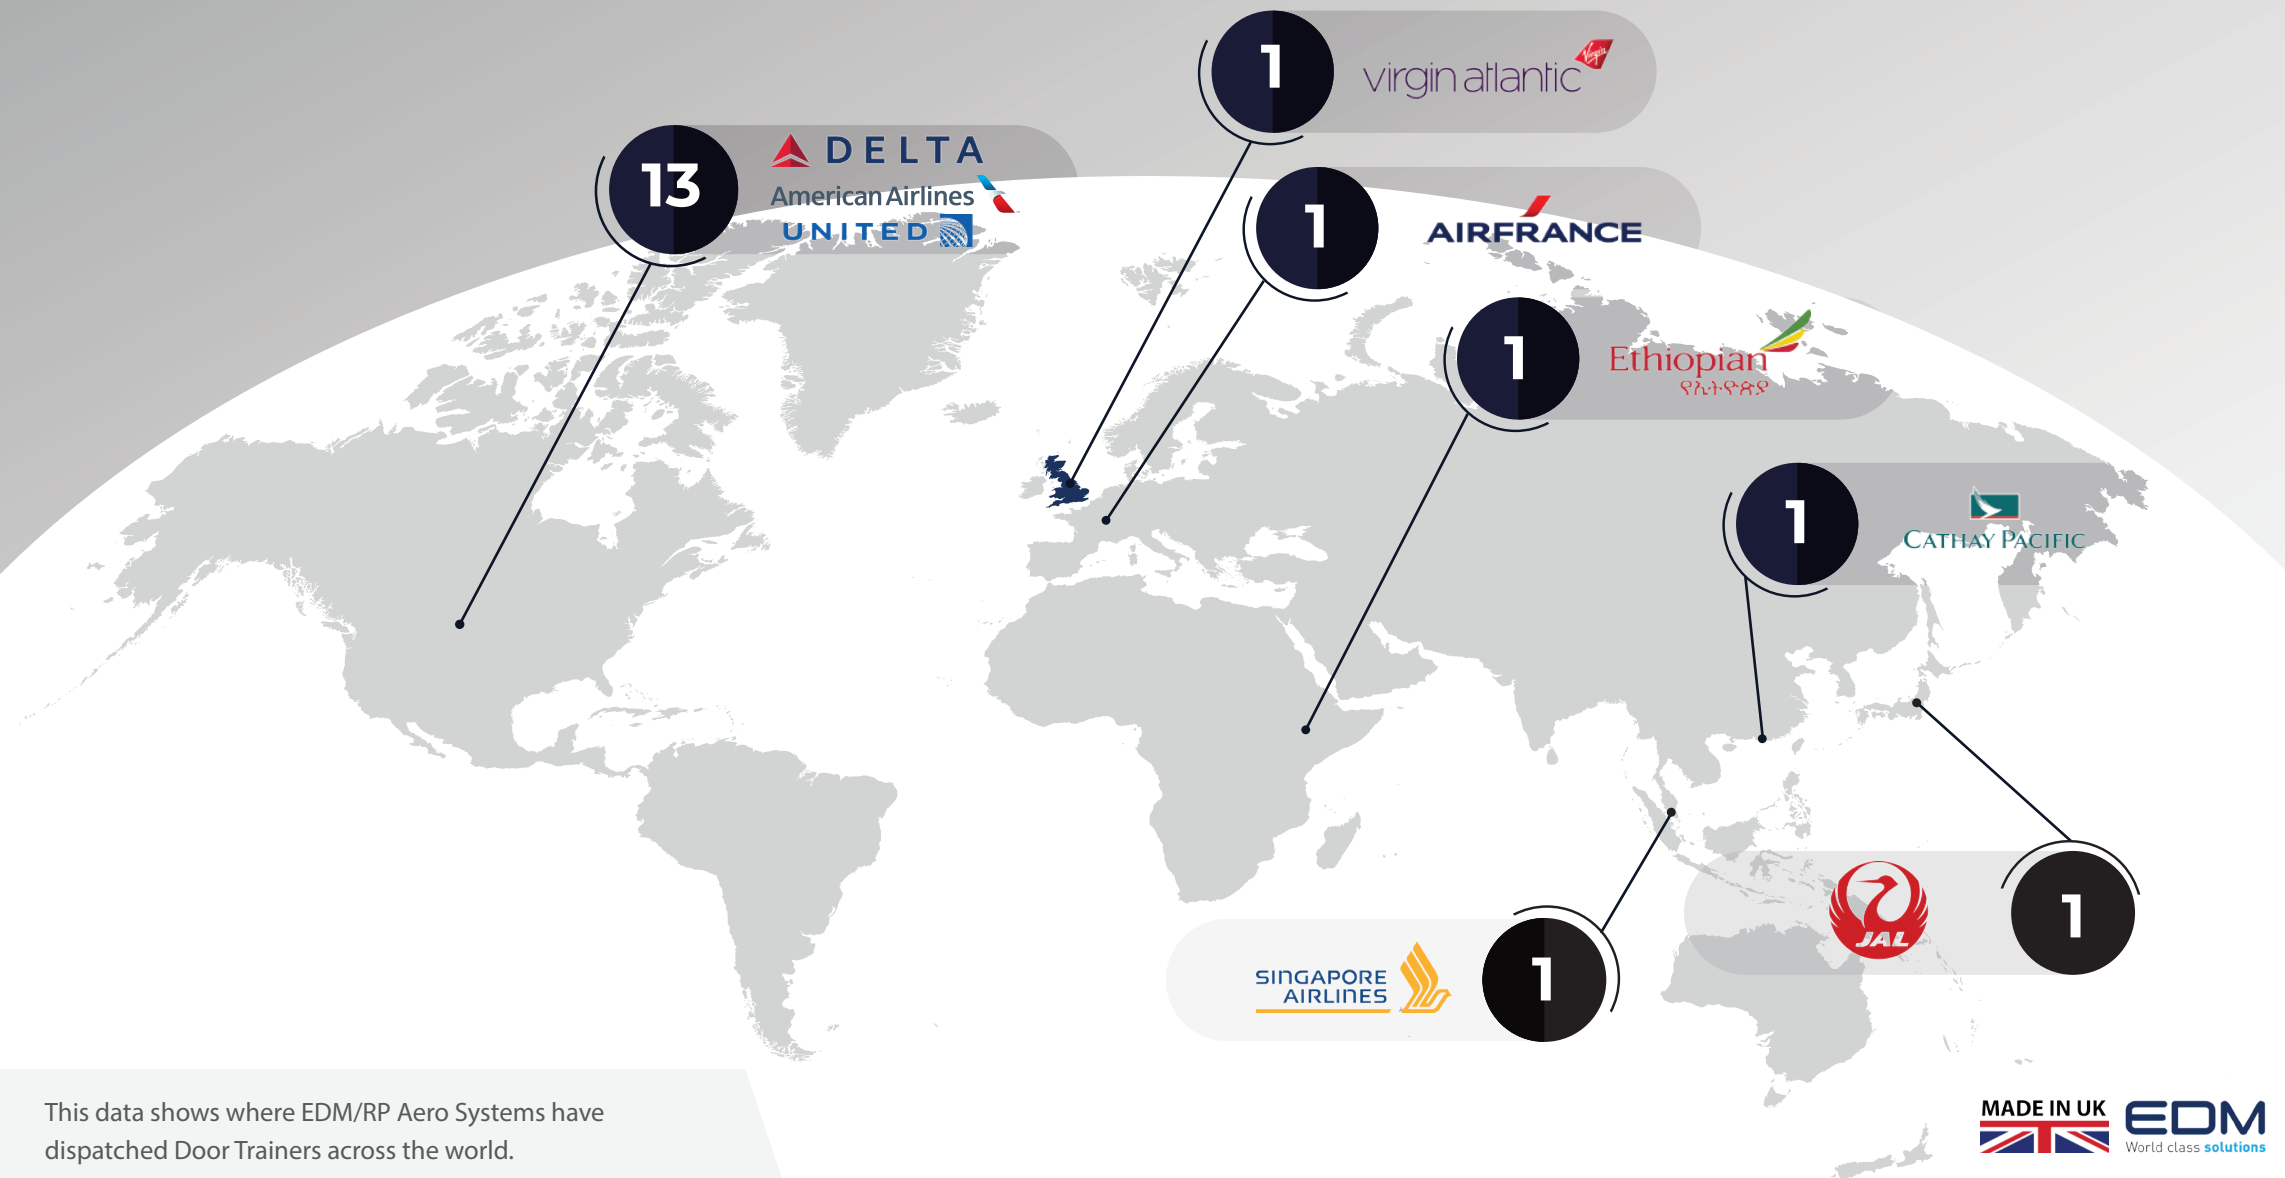 1
virgin atlantic
Virgin
13
DELTA
American Airlines
UNITED
1
AIRFRANCE
1
Ethiopian
የኢትዮጵያ
1
CATHAY PACIFIC
JAL
1
SINGAPORE
AIRLINES
1
This data shows where EDM/RP Aero Systems have
dispatched Door Trainers across the world.
MADE IN UK
EDM
World class solutions